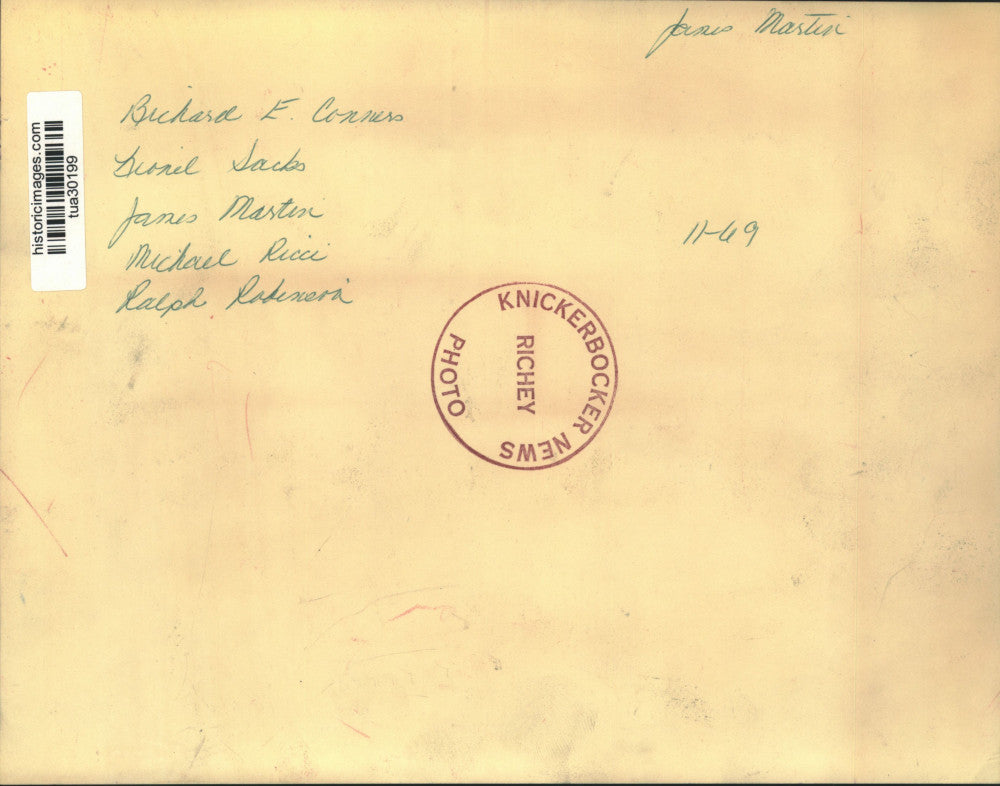 James Martin
Richard E. Conners
Lionel Sacks
James Martin
Michael Ricci
Ralph Robinson
11-69
historicimages.com
tua30199
KNICKERBOCKER NEWS
RICHEY
PHOTO